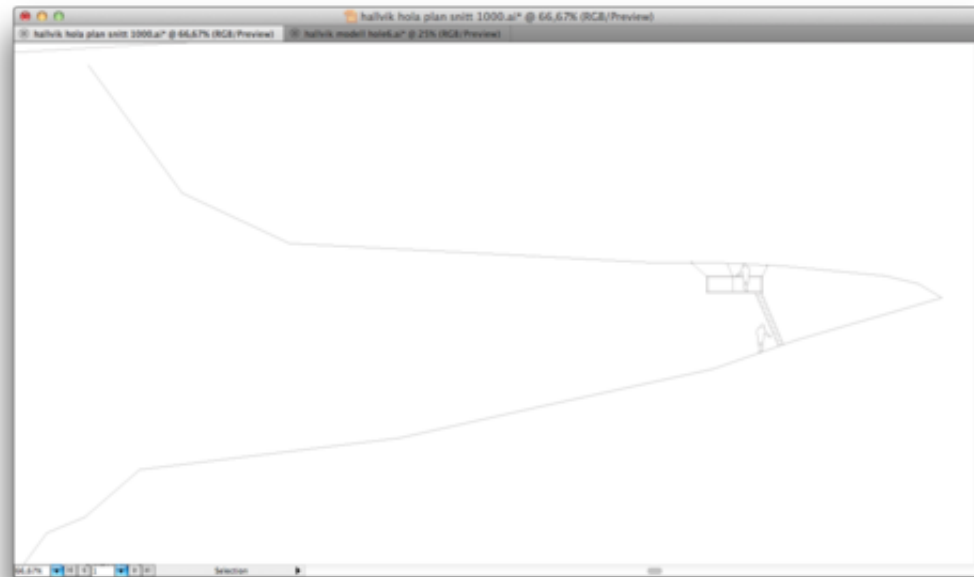 hallvik hola plan snitt 1000.ai* @ 66,67% (RGB/Preview)
hallvik hola plan snitt 1000.ai* @ 66,67% (RGB/Preview) hallvik modell hole6.ai* @ 25% (RGB/Preview)
66,67% 1 Selection